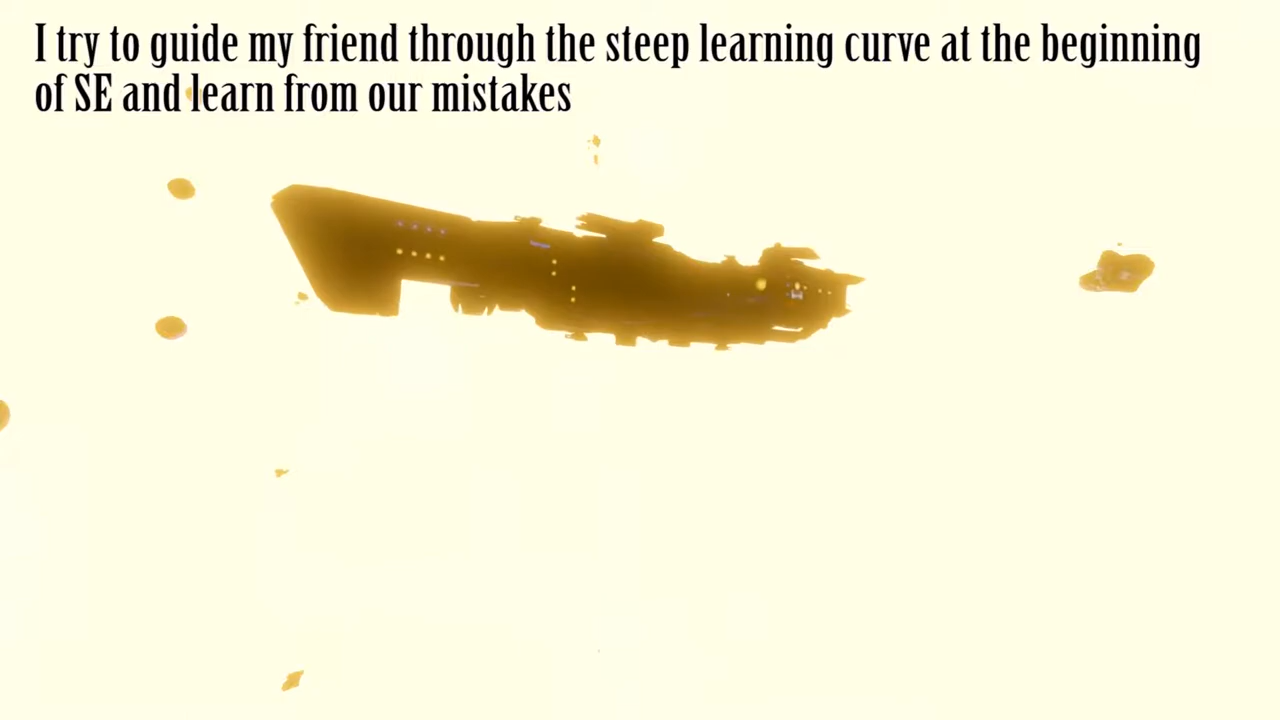 I try to guide my friend through the steep learning curve at the beginning
of SE and learn from our mistakes